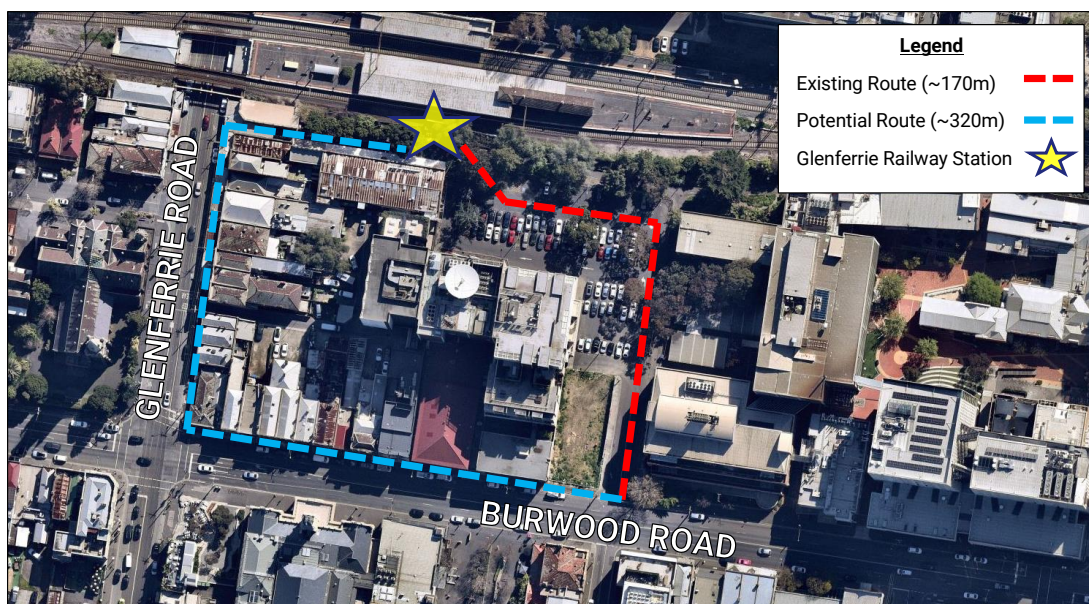 Legend
Existing Route (~170m)
Potential Route (~320m)
Glenferrie Railway Station
GLENFERRIE ROAD
BURWOOD ROAD